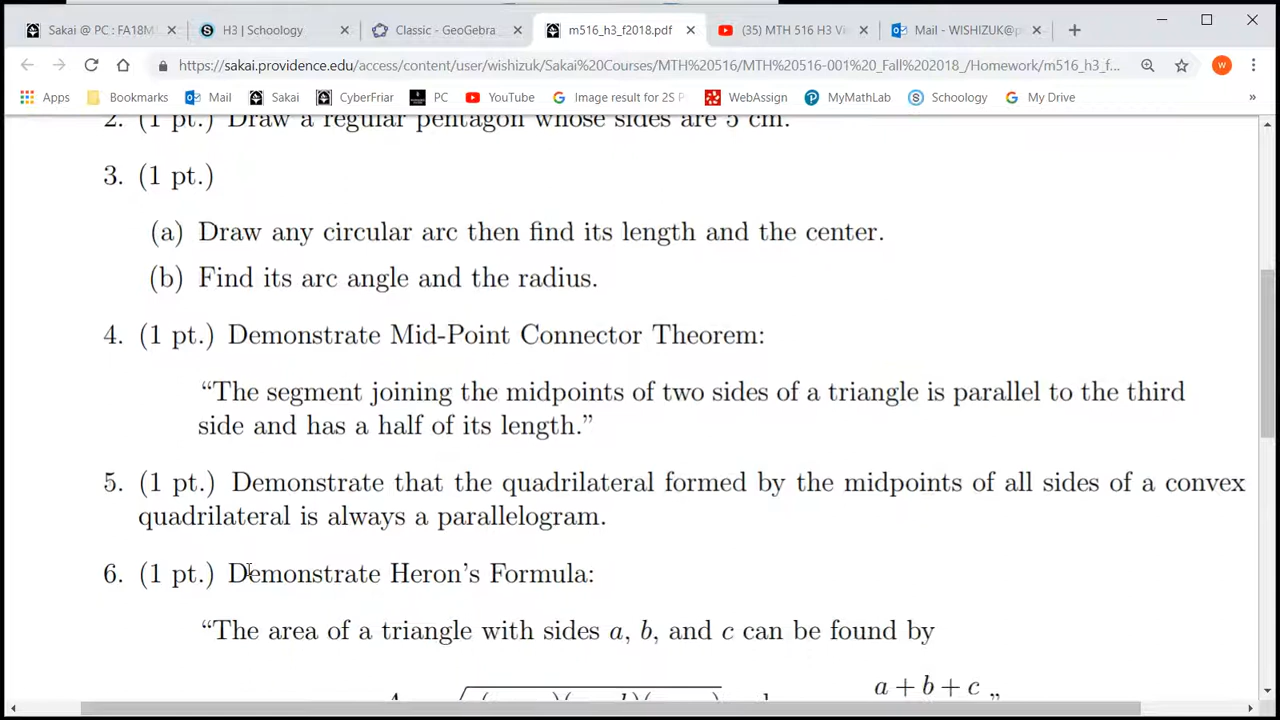 Sakai @ PC : FA18M
H3 | Schoology
Classic - GeoGebra
m516_h3_f2018.pdf
(35) MTH 516 H3 Vi
Mail - WISHIZUK@p
https://sakai.providence.edu/access/content/user/wishizuk/Sakai%20Courses/MTH%20516/MTH%20516-001%20_Fall%202018_/Homework/m516_h3_f...
w
Apps
Bookmarks
Mail
Sakai
CyberFriar
PC
YouTube
Image result for 2S P
WebAssign
MyMathLab
Schoology
My Drive
»
2. (1 pt.) Draw a regular pentagon whose sides are 5 cm.
3. (1 pt.)
(a) Draw any circular arc then find its length and the center.
(b) Find its arc angle and the radius.
4. (1 pt.) Demonstrate Mid-Point Connector Theorem:
“The segment joining the midpoints of two sides of a triangle is parallel to the third
side and has a half of its length.”
5. (1 pt.) Demonstrate that the quadrilateral formed by the midpoints of all sides of a convex
quadrilateral is always a parallelogram.
6. (1 pt.) Demonstrate Heron's Formula:
“The area of a triangle with sides a, b, and c can be found by
a + b + c ”